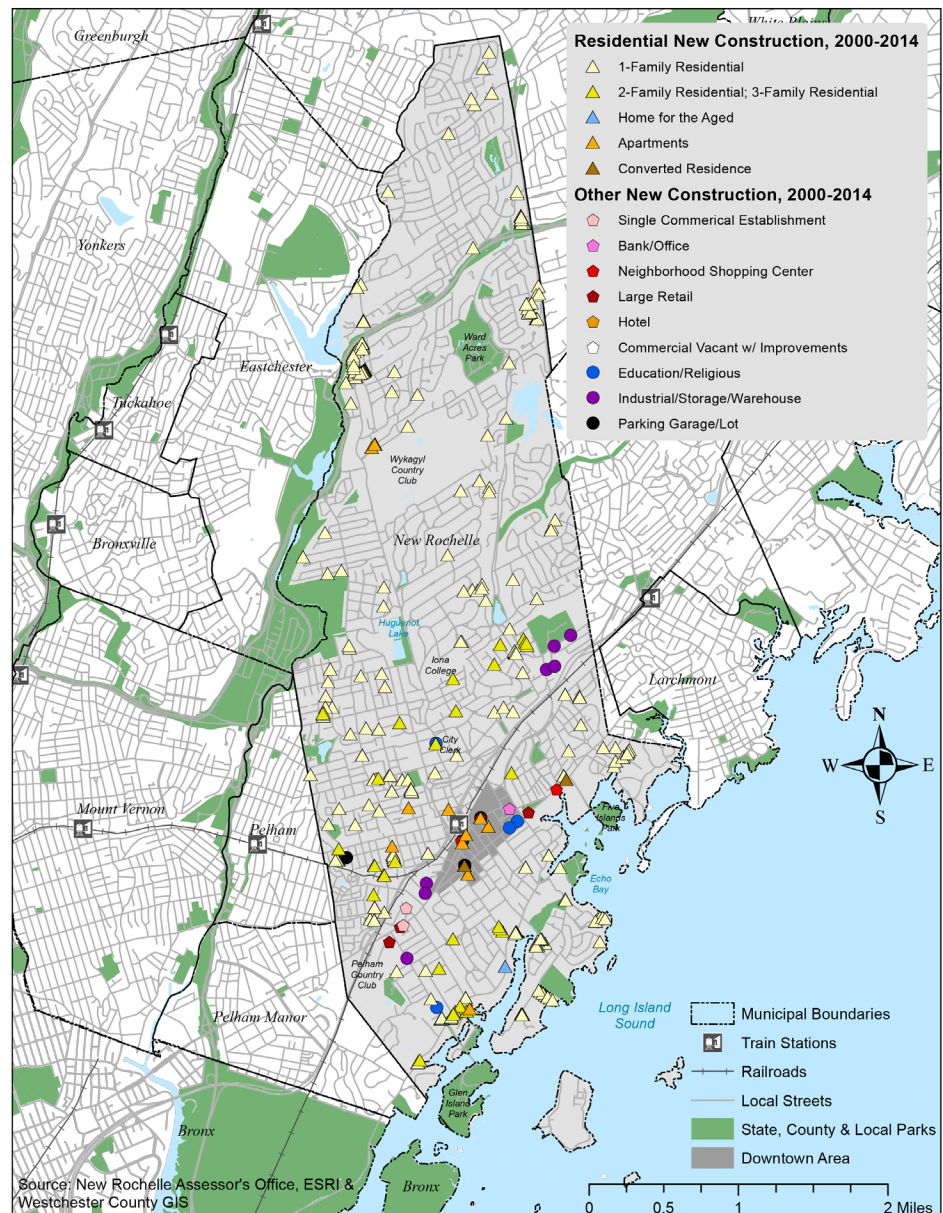 Greenburgh
White Plains
Residential New Construction, 2000-2014
1-Family Residential
2-Family Residential; 3-Family Residential
Home for the Aged
Apartments
Converted Residence
Other New Construction, 2000-2014
Single Commerical Establishment
Bank/Office
Neighborhood Shopping Center
Large Retail
Hotel
Commercial Vacant w/ Improvements
Education/Religious
Industrial/Storage/Warehouse
Parking Garage/Lot
Yonkers
Eastchester
Tuckahoe
Bronxville
Ward
Acres
Park
Wykagyl
Country
Club
New Rochelle
Huguenot
Lake
Iona
College
Larchmont
City
Clerk
N
W
E
S
Mount Vernon
Pelham
Five
Islands
Park
Echo
Bay
Pelham
Country
Club
Pelham Manor
Long Island
Sound
Glen
Island
Park
Bronx
Bronx
Municipal Boundaries
Train Stations
Railroads
Local Streets
State, County & Local Parks
Downtown Area
Source: New Rochelle Assessor's Office, ESRI &
Westchester County GIS
0 0.5 1 2 Miles